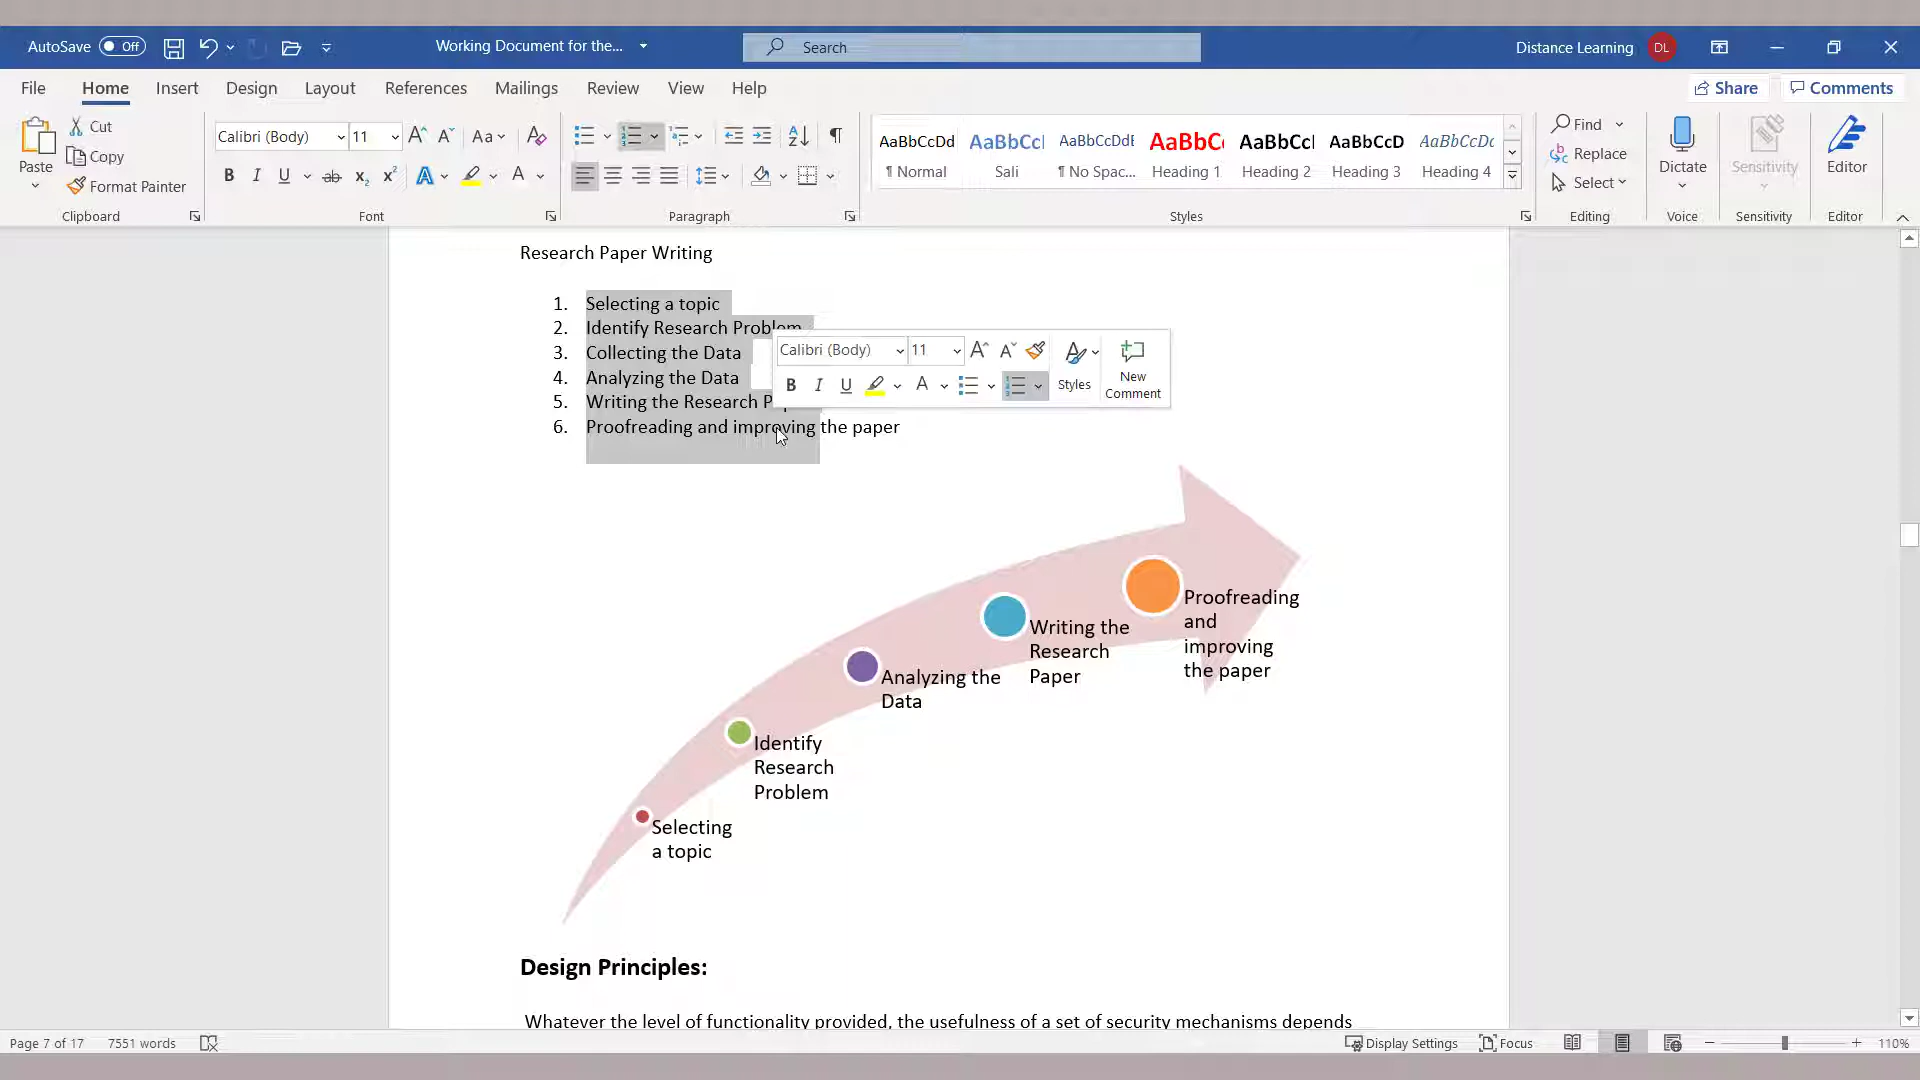 AutoSave Off Working Document for the... Search Distance Learning DL
File Home Insert Design Layout References Mailings Review View Help Share Comments
Paste Cut Copy Format Painter Clipboard
Calibri (Body) 11 Aa Font
Paragraph
AaBbCcDd AaBbCcI AaBbCcDdE AaBbCc AaBbCcI AaBbCcD AaBbCcDc
¶ Normal Sali ¶ No Spac... Heading 1 Heading 2 Heading 3 Heading 4
Styles
Find Replace Select Editing
Dictate Voice
Sensitivity Sensitivity
Editor Editor
Research Paper Writing
1. Selecting a topic
2. Identify Research Problem
3. Collecting the Data
4. Analyzing the Data
5. Writing the Research
6. Proofreading and improving the paper
Calibri (Body) 11
B I U A Styles New
Comment
Proofreading
and
improving
the paper
Writing the
Research
Paper
Analyzing the
Data
Identify
Research
Problem
Selecting
a topic
Design Principles:
Whatever the level of functionality provided, the usefulness of a set of security mechanisms depends
Page 7 of 17 7551 words Display Settings Focus 110%